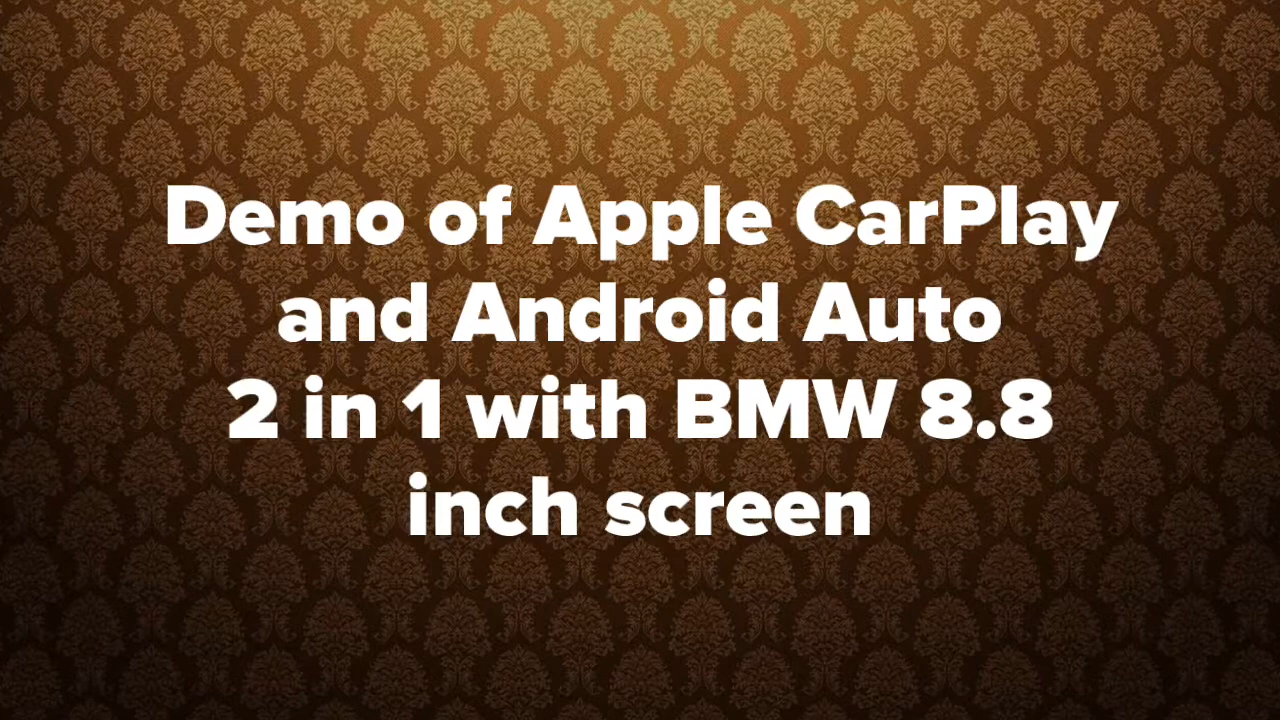 Demo of Apple CarPlay
and Android Auto
2 in 1 with BMW 8.8
inch screen